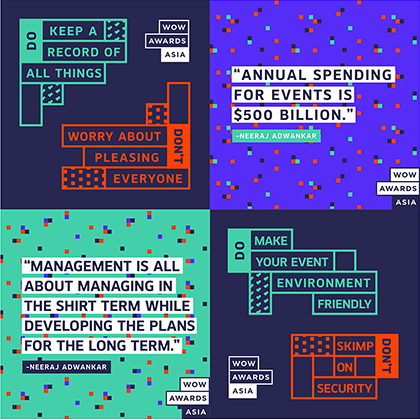 DO
KEEP A
RECORD OF
ALL THINGS
WOW
AWARDS
ASIA
WORRY ABOUT
PLEASING
EVERYONE
DON'T
"ANNUAL SPENDING
FOR EVENTS IS
$500 BILLION."
-NEERAJ ADWANKAR
WOW
AWARDS
ASIA
"MANAGEMENT IS ALL
ABOUT MANAGING IN
THE SHIRT TERM WHILE
DEVELOPING THE PLANS
FOR THE LONG TERM."
-NEERAJ ADWANKAR
WOW
AWARDS
ASIA
DO
MAKE
YOUR EVENT
ENVIRONMENT
FRIENDLY
WOW
AWARDS
ASIA
SKIMP
ON
SECURITY
DON'T